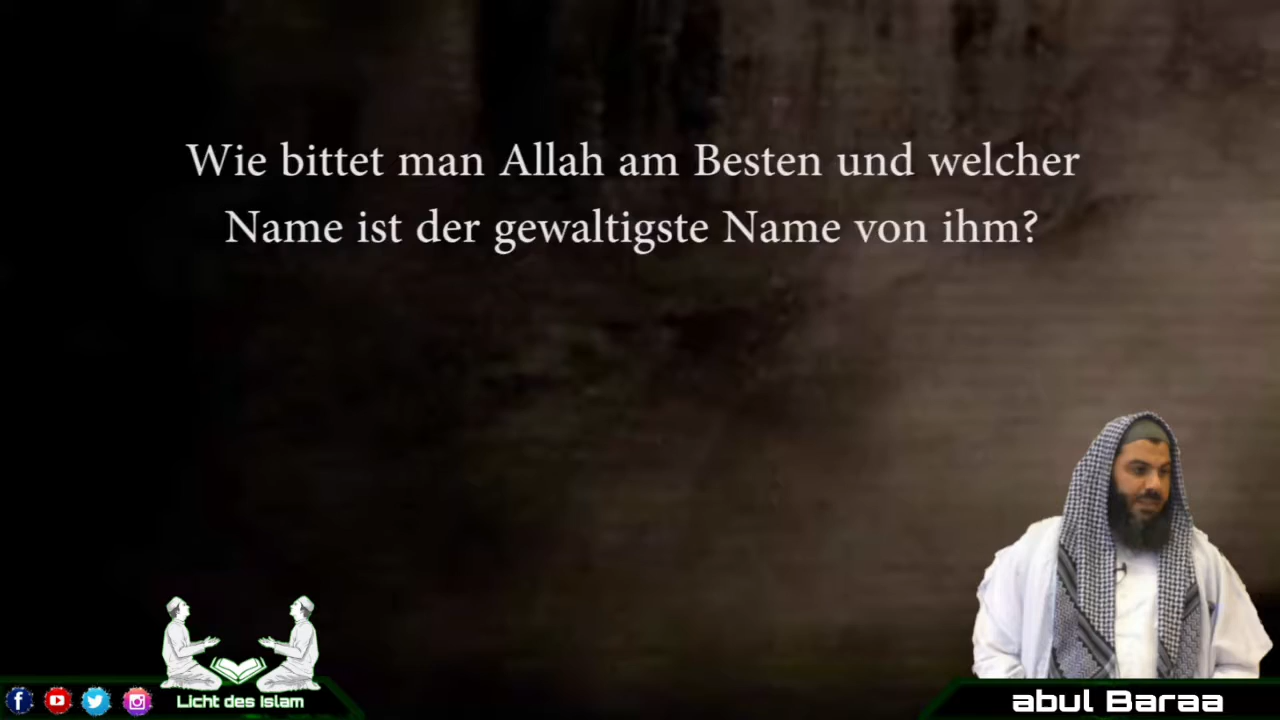 Wie bittet man Allah am Besten und welcher
Name ist der gewaltigste Name von ihm?
Licht des Islam
abul Baraa